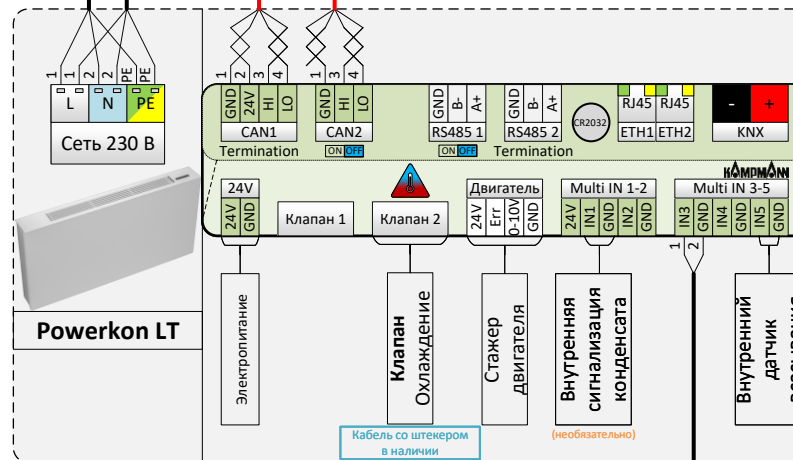 1 1 2 2 PE PE
L N PE
Сеть 230 В
1 2 3 4
GND 24V HI LO
CAN1
Termination
1 3 4
GND HI LO
CAN2
ON OFF
GND B- A+
RS485 1
ON OFF
GND B- A+
RS485 2
Termination
CR2032
RJ45 RJ45
ETH1 ETH2
- +
KNX
KAMPMANN
24V
24V GND
Клапан 1
Клапан 2
Двигатель
24V Err 0-10V GND
Multi IN 1-2
24V IN1 GND IN2 GND
Multi IN 3-5
IN3 GND IN4 GND IN5 GND
1 2
Powerkon LT
Электропитание
Клапан
Охлаждение
Кабель со штекером
в наличии
Стажер
двигателя
Внутренняя
сигнализация
конденсата
(необязательно)
Внутренний
датчик